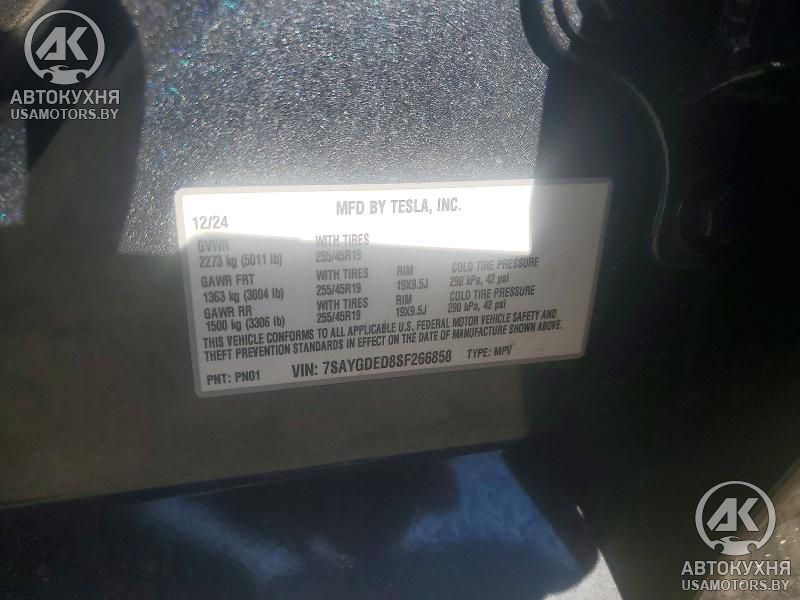 AK
АВТОКУХНЯ
USAMOTORS.BY
MFD BY TESLA, INC.
12/24
GVWR WITH TIRES
2273 kg (5011 lb) 255/45R19
GAWR FRT WITH TIRES RIM COLD TIRE PRESSURE
1363 kg (3004 lb) 255/45R19 19X9.5J 290 kPa, 42 psi
GAWR RR WITH TIRES RIM COLD TIRE PRESSURE
1500 kg (3306 lb) 255/45R19 19X9.5J 290 kPa, 42 psi
THIS VEHICLE CONFORMS TO ALL APPLICABLE U.S. FEDERAL MOTOR VEHICLE SAFETY AND
THEFT PREVENTION STANDARDS IN EFFECT ON THE DATE OF MANUFACTURE SHOWN ABOVE.
PNT: PN01 VIN: 7SAYGDED8SF266858 TYPE: MPV
AK
АВТОКУХНЯ
USAMOTORS.BY